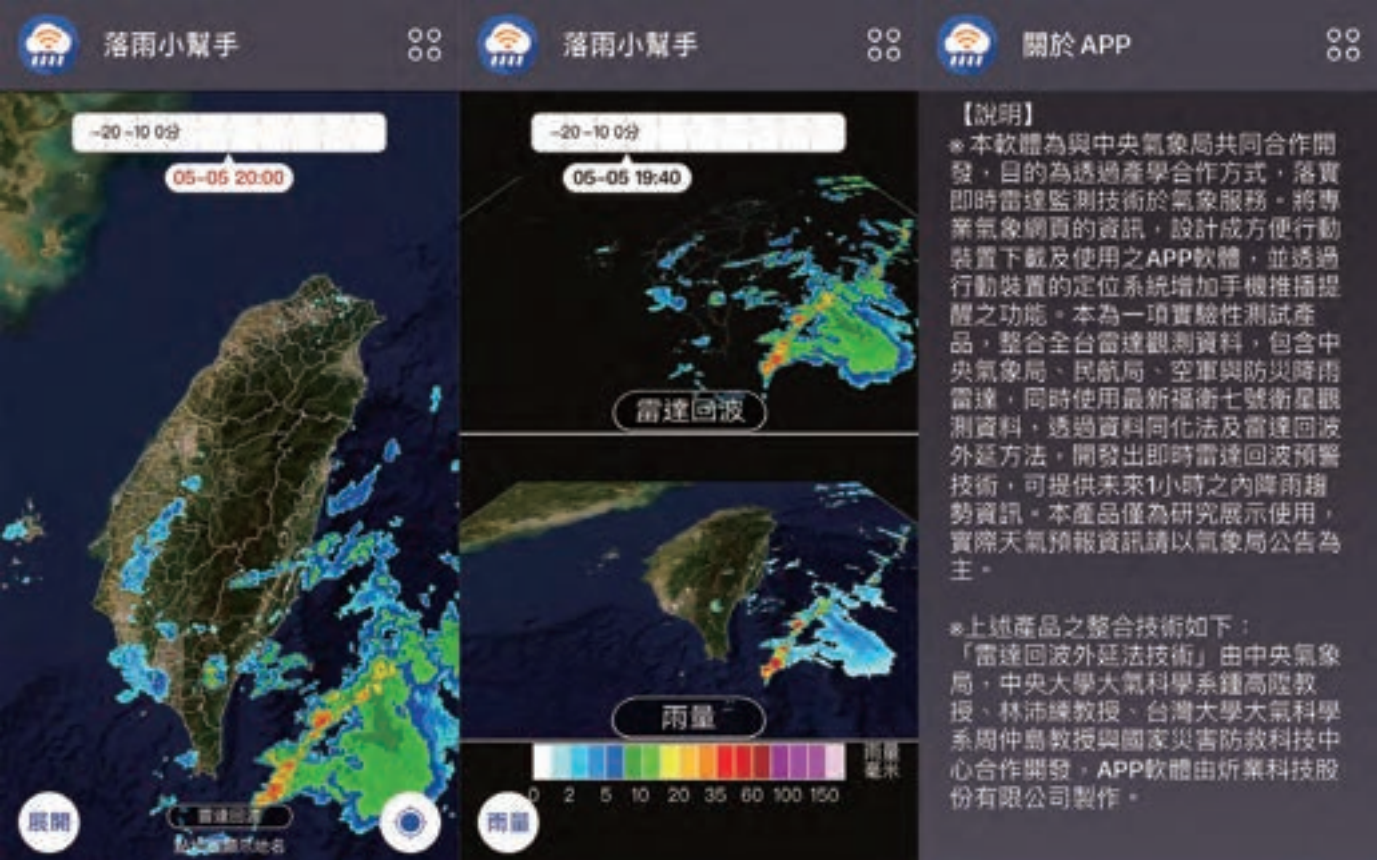 落雨小幫手
-20 -10 0分
05-05 20:00
展開
雷達回波
落雨小幫手
-20 -10 0分
05-05 19:40
雷達回波
雨量
雨量
毫米
0 2 5 10 20 35 60 100 150
雨量
關於 APP
【說明】
※ 本軟體為與中央氣象局共同合作開
發，目的為透過產學合作方式，落實
即時雷達監測技術於氣象服務。將專
業氣象網頁的資訊，設計成方便行動
裝置下載及使用之APP軟體，並透過
行動裝置的定位系統增加手機推播提
醒之功能。本為一項實驗性測試產
品，整合全台雷達觀測資料，包含中
央氣象局、民航局、空軍與防災降雨
雷達，同時使用最新福衛七號衛星觀
測資料，透過資料同化法及雷達回波
外延方法，開發出即時雷達回波預警
技術，可提供未來1小時之內降雨趨
勢資訊。本產品僅為研究展示使用，
實際天氣預報資訊請以氣象局公告為
主。
※上述產品之整合技術如下：
「雷達回波外延法技術」由中央氣象
局，中央大學大氣科學系鍾高陞教
授、林沛練教授、台灣大學大氣科學
系周仲島教授與國家災害防救科技中
心合作開發，APP軟體由炘業科技股
份有限公司製作。